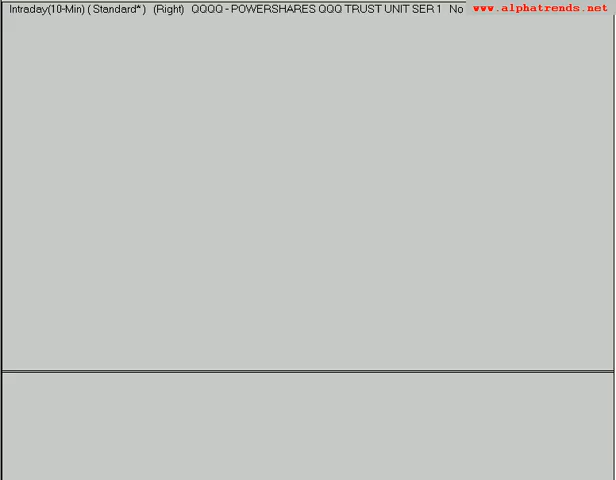 Intraday(10-Min) ( Standard* ) (Right) QQQQ - POWERSHARES QQQ TRUST UNIT SER 1 No www.alphatrends.net